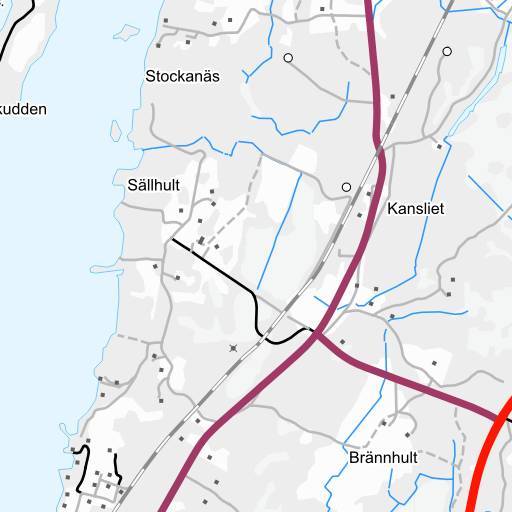 s.
Stockanäs
kudden
Sällhult
Kansliet
Brännhult